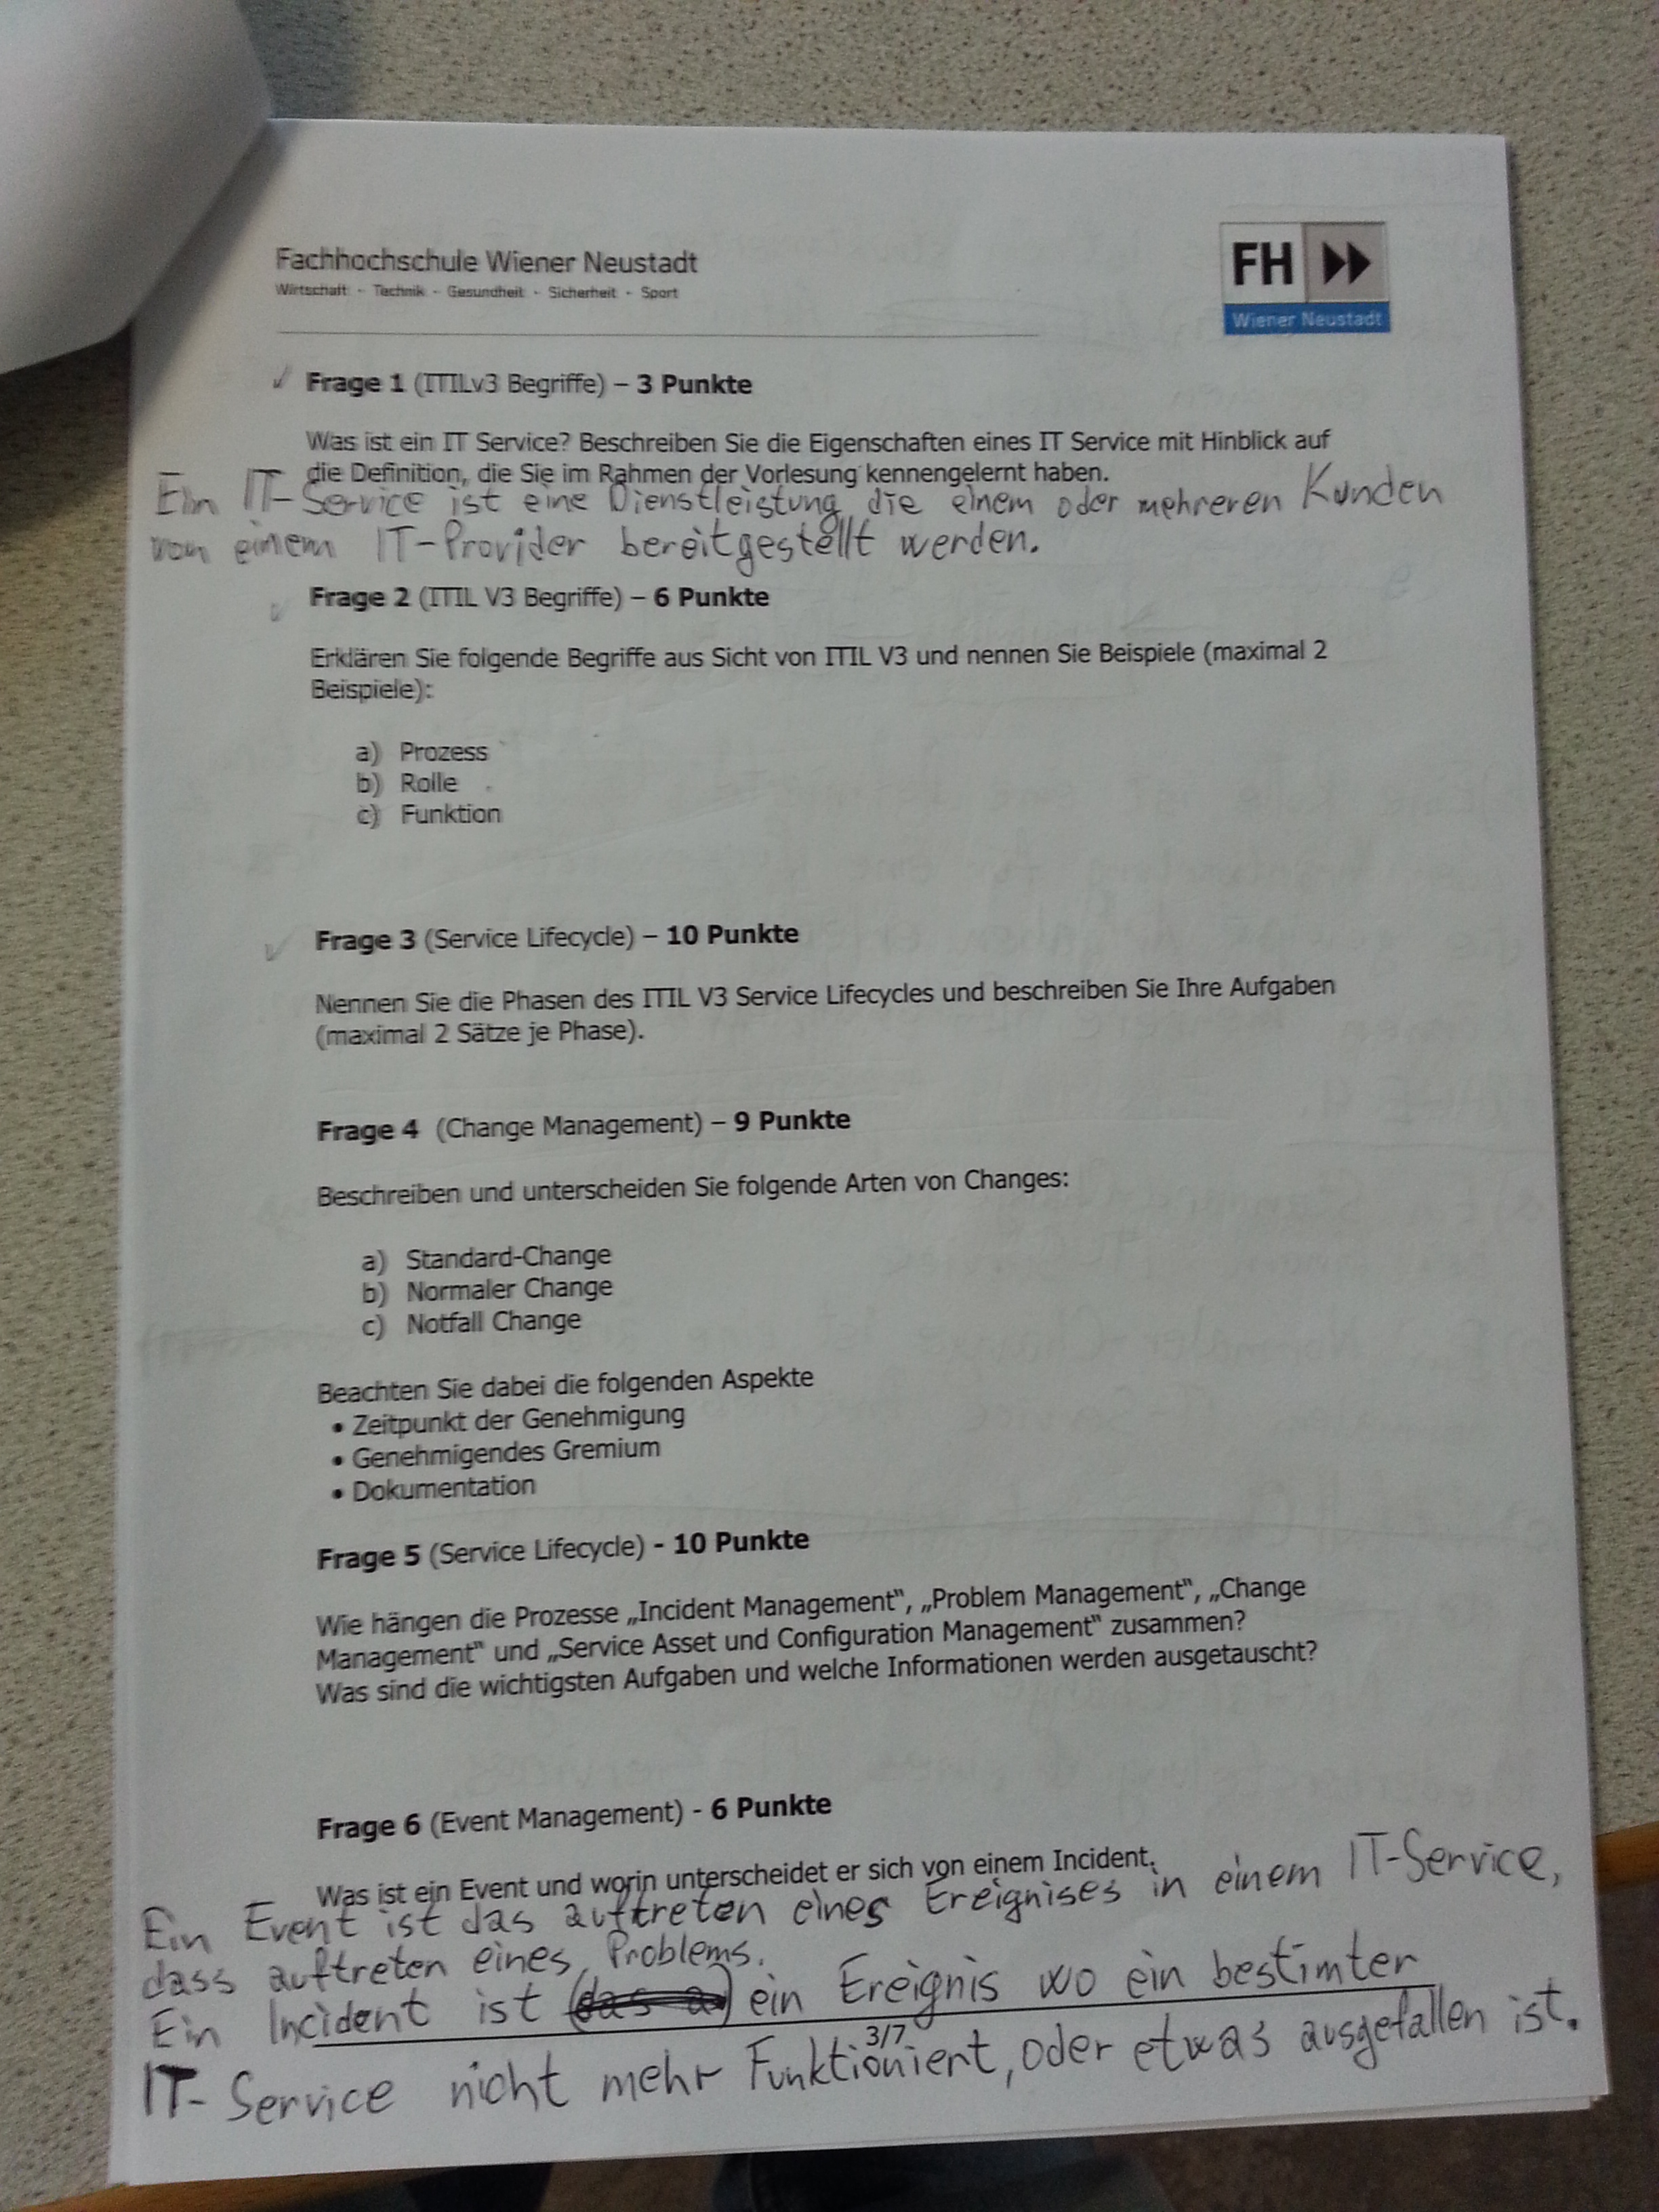 Fachhochschule Wiener Neustadt
Wirtschaft - Technik - Gesundheit - Sicherheit - Sport
FH
Wiener Neustadt
✓ Frage 1 (ITILv3 Begriffe) – 3 Punkte
Was ist ein IT Service? Beschreiben Sie die Eigenschaften eines IT Service mit Hinblick auf
die Definition, die Sie im Rahmen der Vorlesung kennengelernt haben.
Ein IT-Service ist eine Dienstleistung, die einem oder mehreren Kunden
von einem IT-Provider bereitgestellt werden.
✓ Frage 2 (ITIL V3 Begriffe) – 6 Punkte
Erklären Sie folgende Begriffe aus Sicht von ITIL V3 und nennen Sie Beispiele (maximal 2
Beispiele):
a) Prozess
b) Rolle
c) Funktion
✓ Frage 3 (Service Lifecycle) – 10 Punkte
Nennen Sie die Phasen des ITIL V3 Service Lifecycles und beschreiben Sie Ihre Aufgaben
(maximal 2 Sätze je Phase).
Frage 4 (Change Management) – 9 Punkte
Beschreiben und unterscheiden Sie folgende Arten von Changes:
a) Standard-Change
b) Normaler Change
c) Notfall Change
Beachten Sie dabei die folgenden Aspekte
• Zeitpunkt der Genehmigung
• Genehmigendes Gremium
• Dokumentation
Frage 5 (Service Lifecycle) - 10 Punkte
Wie hängen die Prozesse „Incident Management", „Problem Management", „Change
Management" und „Service Asset und Configuration Management" zusammen?
Was sind die wichtigsten Aufgaben und welche Informationen werden ausgetauscht?
Frage 6 (Event Management) - 6 Punkte
Was ist ein Event und worin unterscheidet er sich von einem Incident.
Ein Event ist das auftreten eines Ereignises in einem IT-Service,
dass auftreten eines Problems.
Ein Incident ist (das a) ein Ereignis wo ein bestimter
3/7
IT-Service nicht mehr Funktioniert, oder etwas ausgefallen ist.